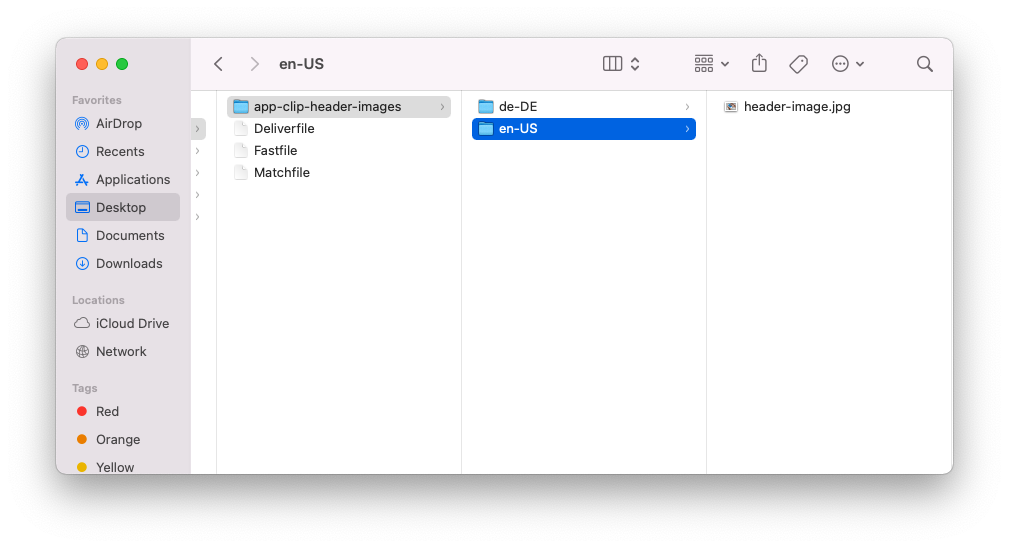 en-US
Favorites
AirDrop
Recents
Applications
Desktop
Documents
Downloads
Locations
iCloud Drive
Network
Tags
Red
Orange
Yellow
app-clip-header-images
Deliverfile
Fastfile
Matchfile
de-DE
en-US
header-image.jpg